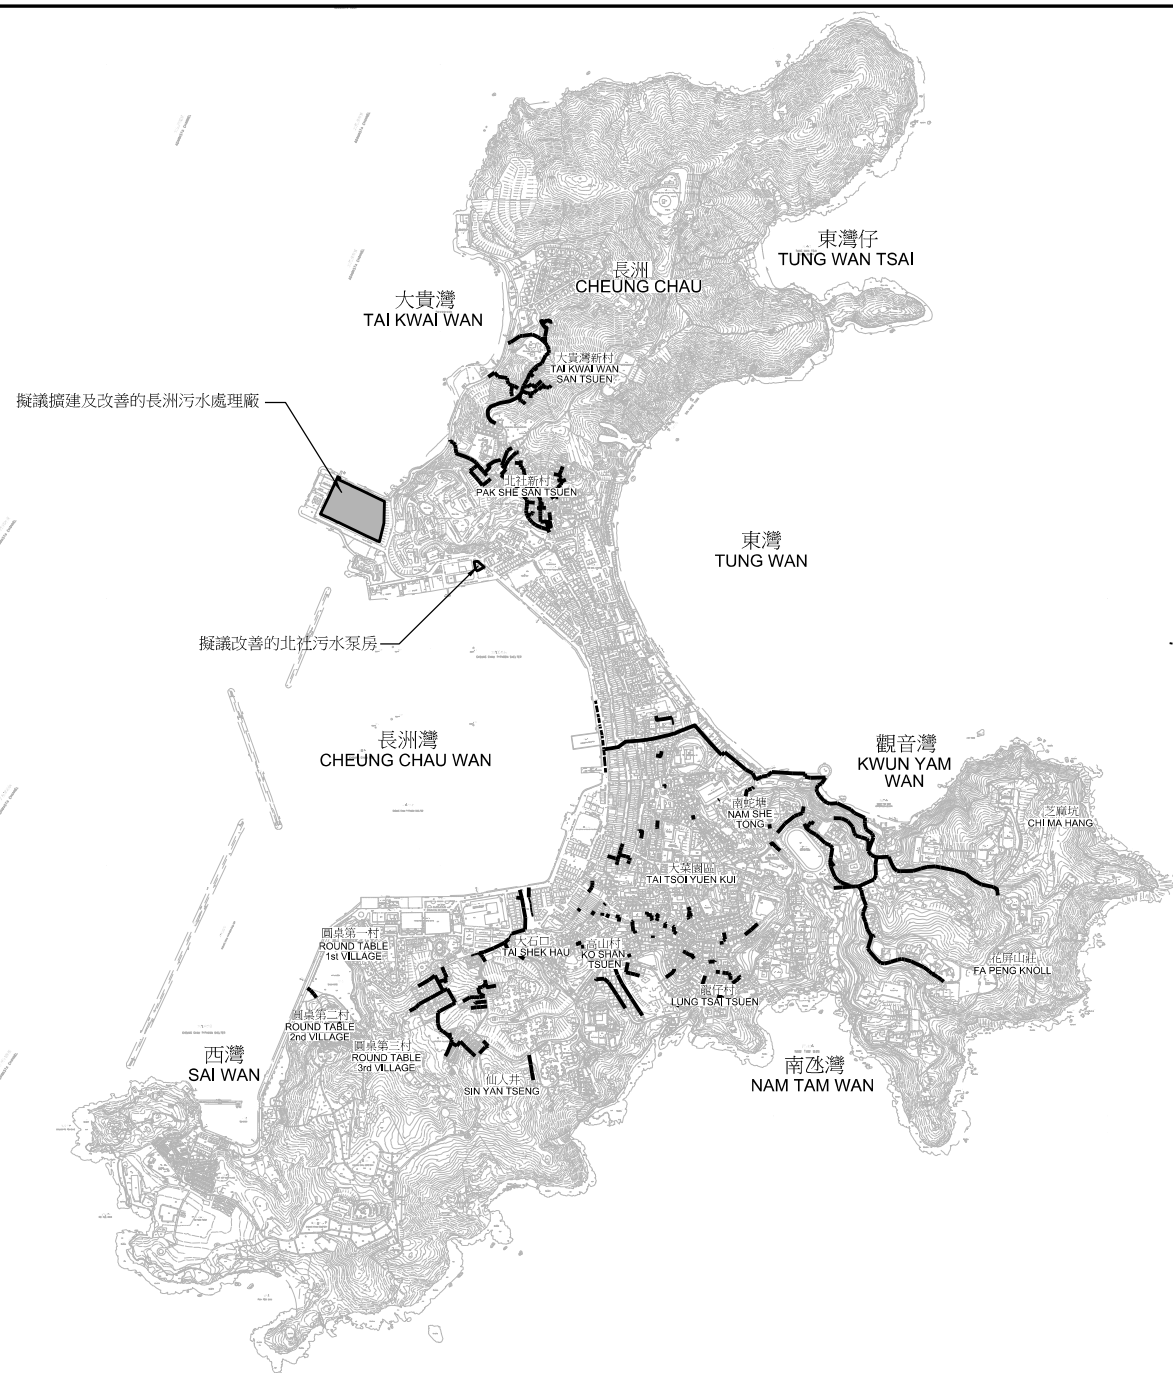 東灣仔
TUNG WAN TSAI
長洲
CHEUNG CHAU
大貴灣
TAI KWAI WAN
大貴灣新村
TAI KWAI WAN
SAN TSUEN
擬議擴建及改善的長洲污水處理廠
北社新村
PAK SHE SAN TSUEN
東灣
TUNG WAN
擬議改善的北社污水泵房
長洲灣
CHEUNG CHAU WAN
觀音灣
KWUN YAM
WAN
南蛇塘
NAM SHE
TONG
芝麻坑
CHI MA HANG
大菜園區
TAI TSOI YUEN KUI
圓桌第一村
ROUND TABLE
1st VILLAGE
大石口
TAI SHEK HAU
高山村
KO SHAN
TSUEN
花屏山莊
FA PENG KNOLL
龍仔村
LUNG TSAI TSUEN
圓桌第二村
ROUND TABLE
2nd VILLAGE
圓桌第三村
ROUND TABLE
3rd VILLAGE
西灣
SAI WAN
仙人井
SIN YAN TSENG
南氹灣
NAM TAM WAN